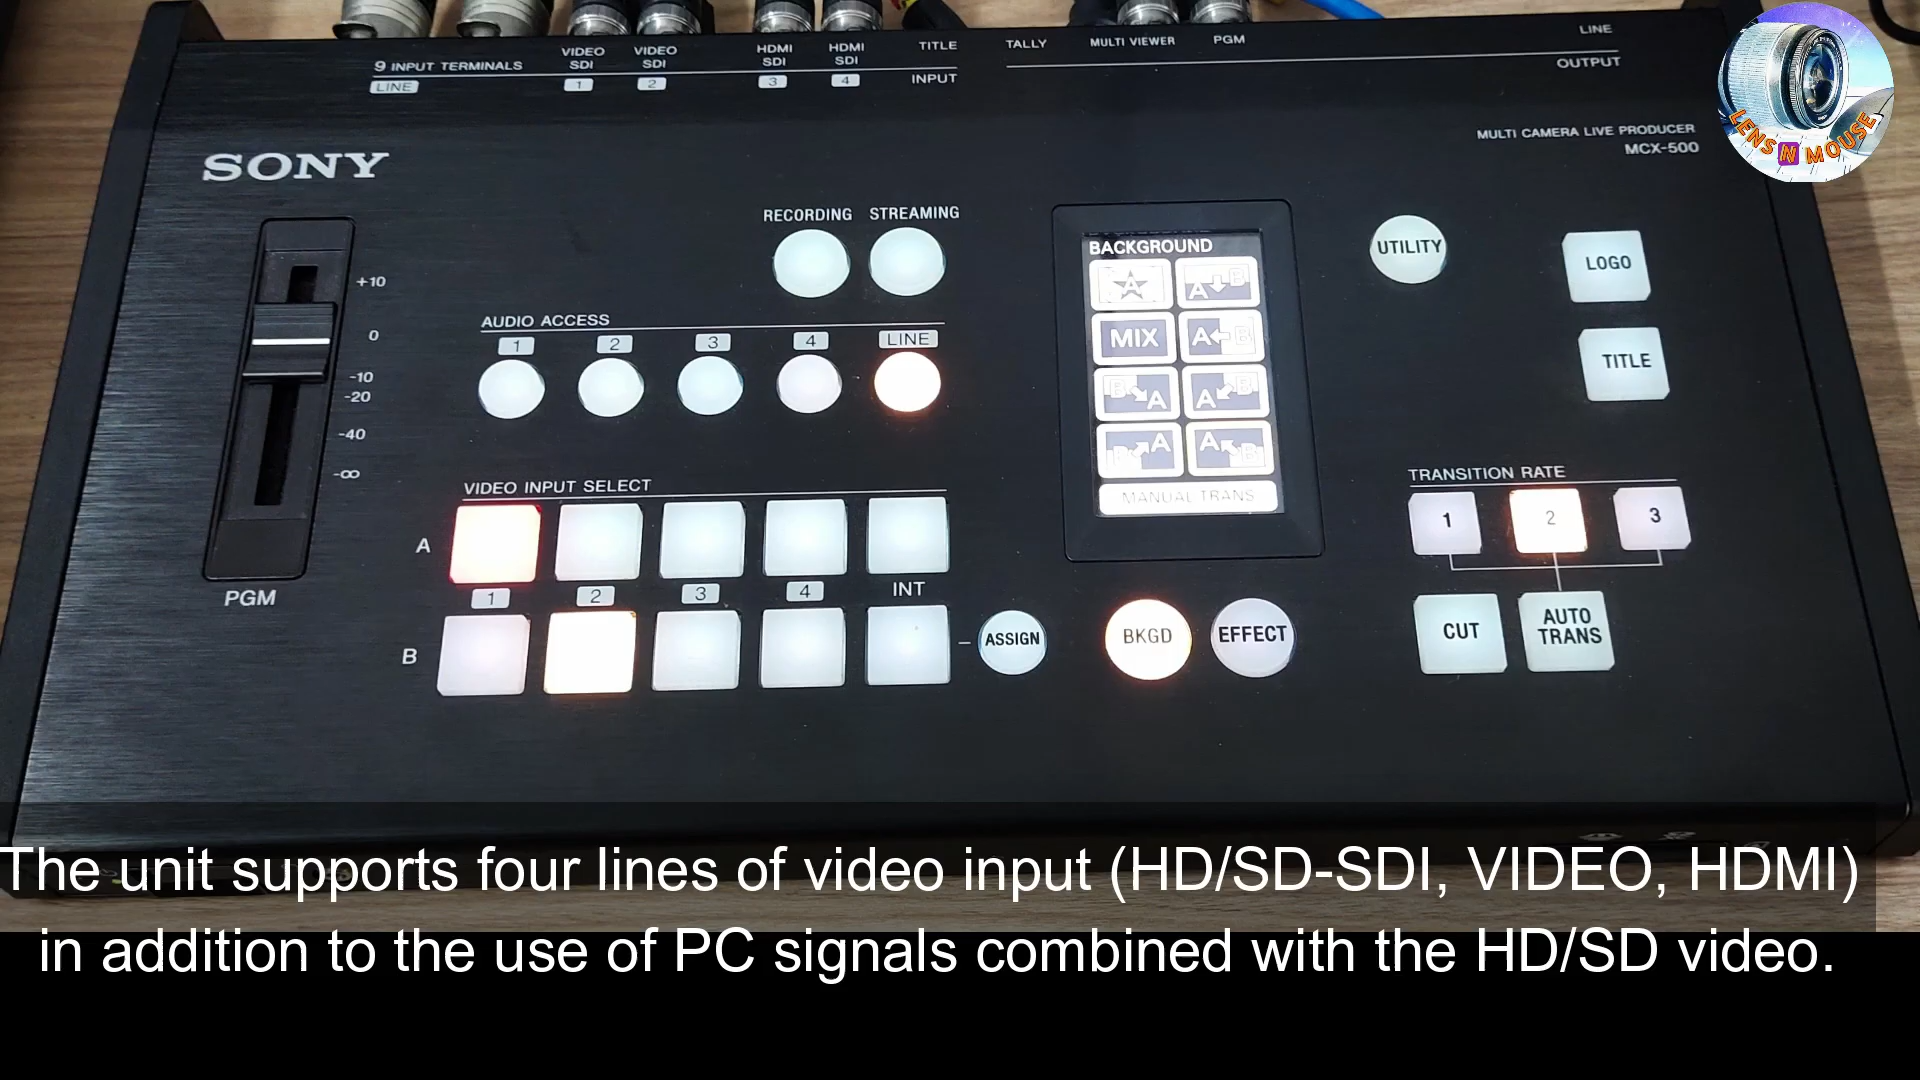 VIDEO SDI
VIDEO SDI
HDMI SDI
HDMI SDI
TITLE
TALLY
MULTI VIEWER
PGM
LINE
9 INPUT TERMINALS
OUTPUT
LINE
1
2
3
4
INPUT
MULTI CAMERA LIVE PRODUCER
MCX-500
LENS N MOUSE
SONY
RECORDING
STREAMING
BACKGROUND
UTILITY
LOGO
A
A B
+10
AUDIO ACCESS
0
1
2
3
4
LINE
MIX
A B
TITLE
-10
-20
B A
A B
-40
B A
A B
-∞
VIDEO INPUT SELECT
MANUAL TRANS
TRANSITION RATE
1
2
3
A
PGM
1
2
3
4
INT
B
ASSIGN
BKGD
EFFECT
CUT
AUTO TRANS
The unit supports four lines of video input (HD/SD-SDI, VIDEO, HDMI)
in addition to the use of PC signals combined with the HD/SD video.